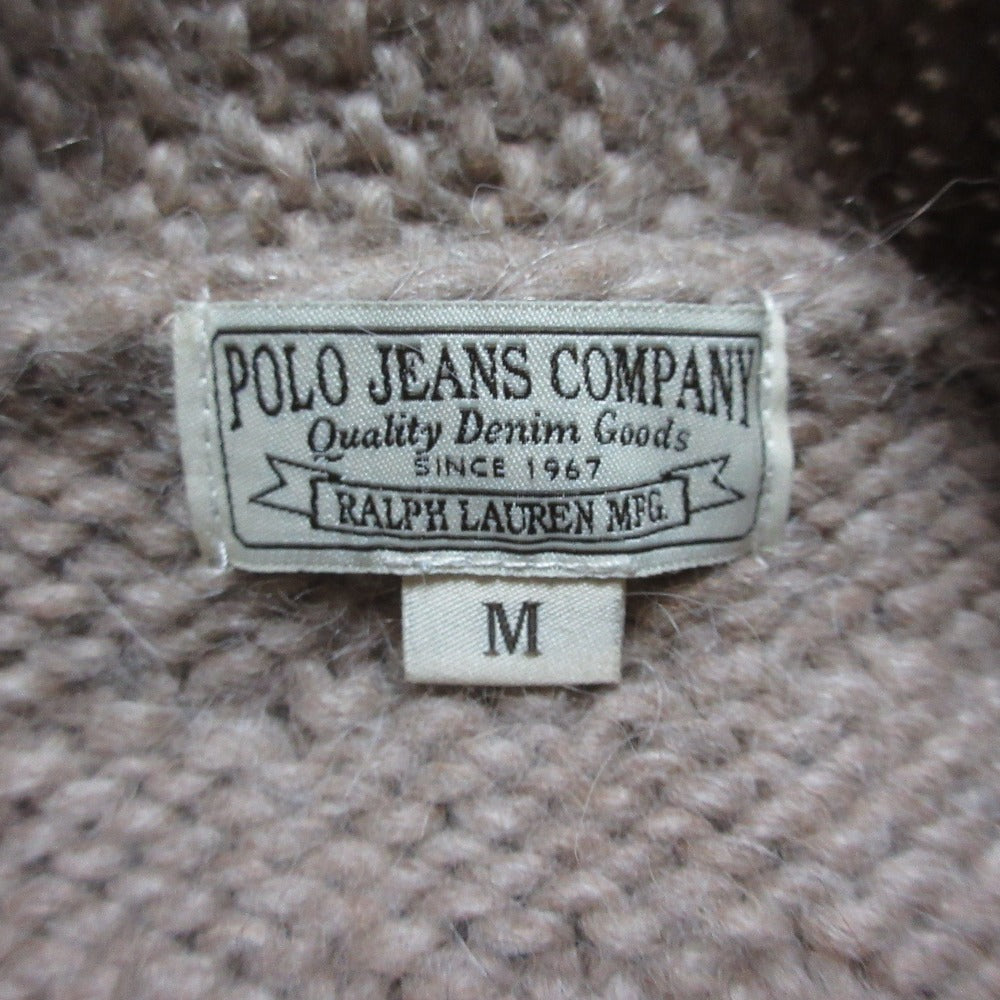 POLO JEANS COMPANY
Quality Denim Goods
SINCE 1967
RALPH LAUREN MFG.
M